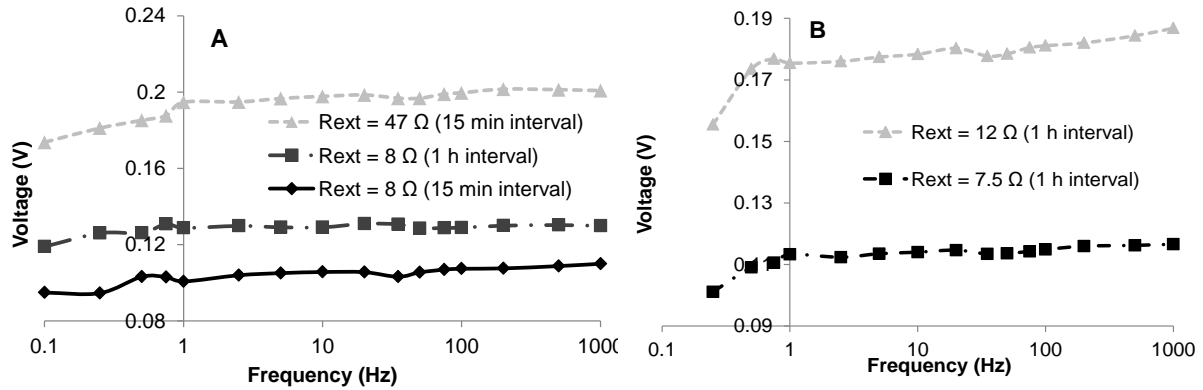 A
0.24
0.2
0.16
0.12
0.08
Voltage (V)
Rext = 47 Ω (15 min interval)
Rext = 8 Ω (1 h interval)
Rext = 8 Ω (15 min interval)
0.1 1 10 100 1000
Frequency (Hz)
B
0.19
0.17
0.15
0.13
0.09
Voltage (V)
Rext = 12 Ω (1 h interval)
Rext = 7.5 Ω (1 h interval)
0.1 1 10 100 1000
Frequency (Hz)